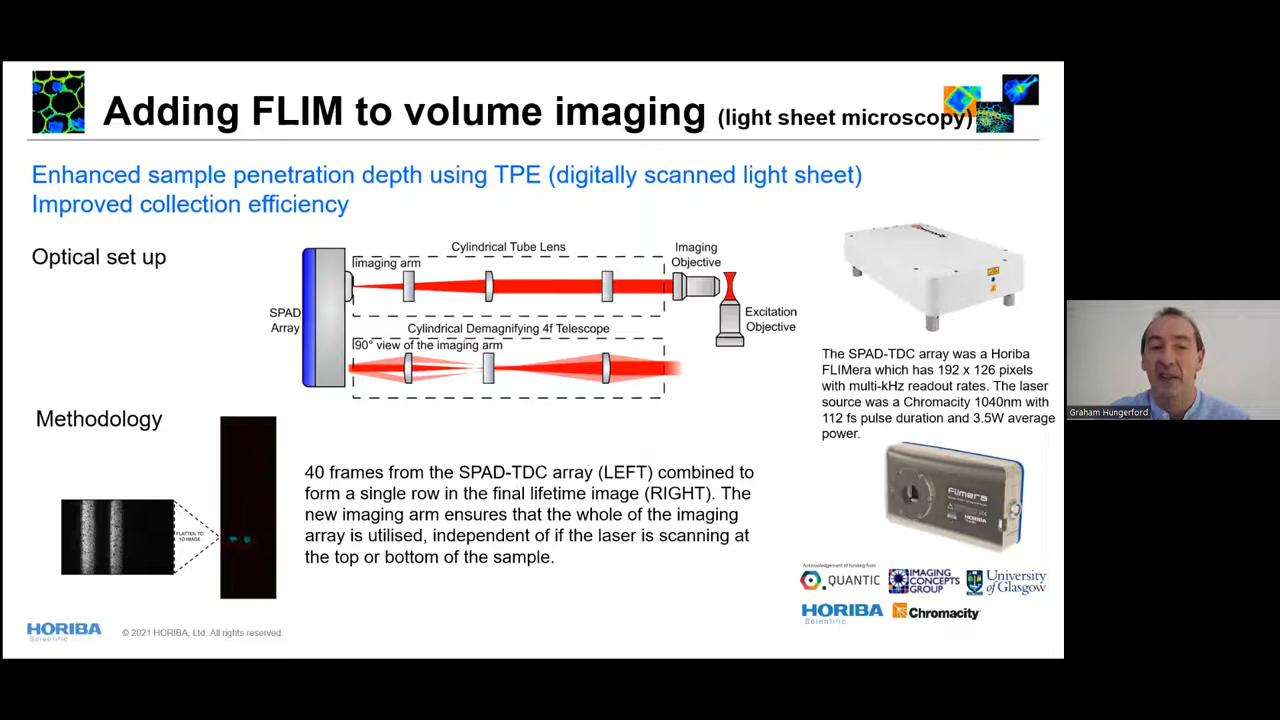 Adding FLIM to volume imaging (light sheet microscopy)
Enhanced sample penetration depth using TPE (digitally scanned light sheet)
Improved collection efficiency
Optical set up
Cylindrical Tube Lens
imaging arm
Imaging
Objective
SPAD
Array
Excitation
Objective
Cylindrical Demagnifying 4f Telescope
90° view of the imaging arm
The SPAD-TDC array was a Horiba
FLIMera which has 192 x 126 pixels
with multi-kHz readout rates. The laser
source was a Chromacity 1040nm with
112 fs pulse duration and 3.5W average
power.
Graham Hungerford
Methodology
FLATTEN TO
1D IMAGE
40 frames from the SPAD-TDC array (LEFT) combined to
form a single row in the final lifetime image (RIGHT). The
new imaging arm ensures that the whole of the imaging
array is utilised, independent of if the laser is scanning at
the top or bottom of the sample.
Flimera
HORIBA
Acknowledgement of funding from
QUANTIC
IMAGING
CONCEPTS
GROUP
University
of Glasgow
HORIBA
Scientific
Chromacity
HORIBA
Scientific
© 2021 HORIBA, Ltd. All rights reserved.